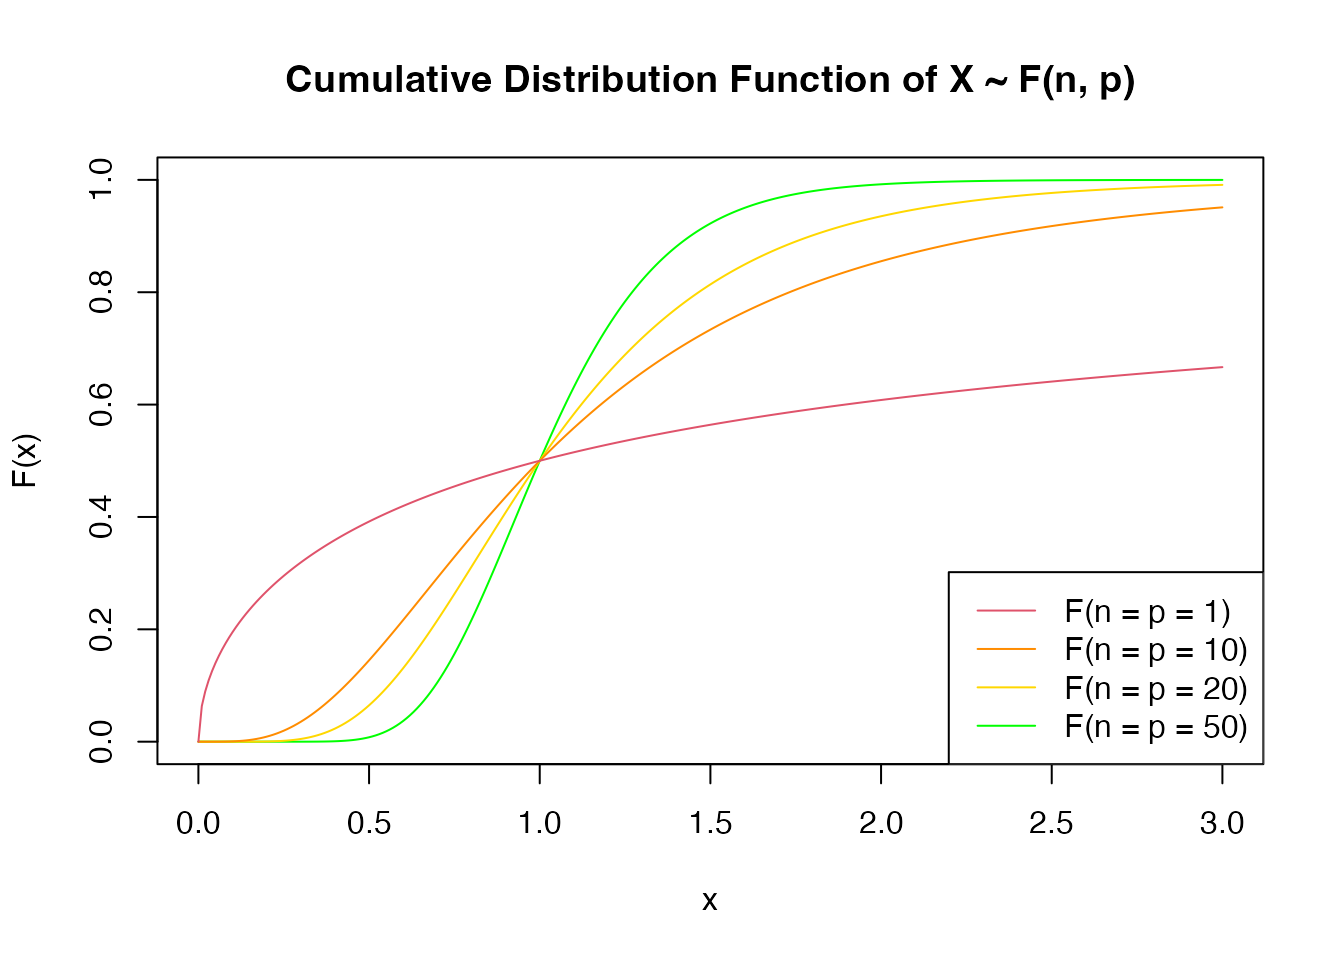 Cumulative Distribution Function of X ~ F(n, p)
F(x)
1.0
0.8
0.6
0.4
0.2
0.0
F(n = p = 1)
F(n = p = 10)
F(n = p = 20)
F(n = p = 50)
0.0 0.5 1.0 1.5 2.0 2.5 3.0
x